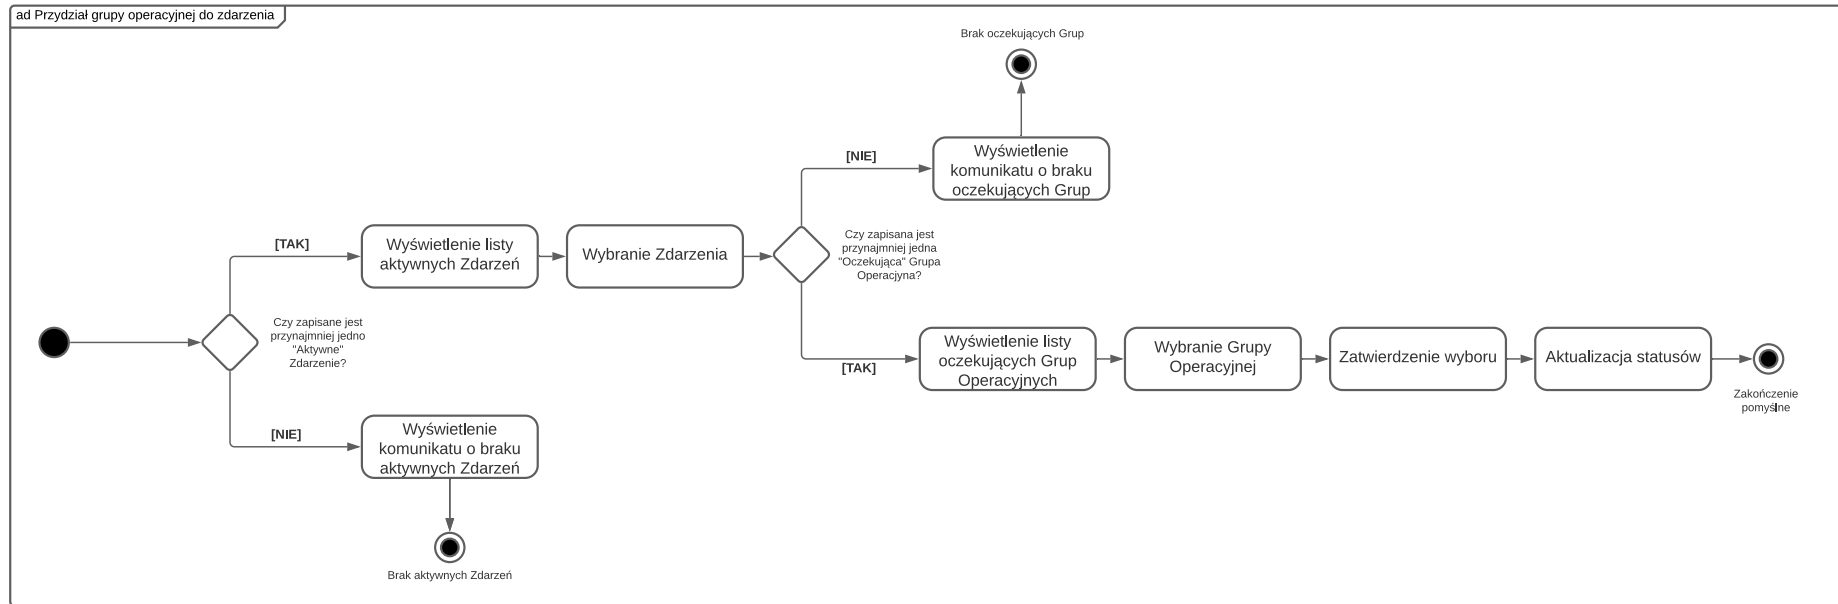 ad Przydział grupy operacyjnej do zdarzenia
Brak oczekujących Grup
Wyświetlenie
komunikatu o braku
oczekujących Grup
[NIE]
[TAK]
Wyświetlenie listy
aktywnych Zdarzeń
Wybranie Zdarzenia
Czy zapisana jest
przynajmniej jedna
"Oczekująca" Grupa
Operacjyna?
Czy zapisane jest
przynajmniej jedno
"Aktywne"
Zdarzenie?
[TAK]
Wyświetlenie listy
oczekujących Grup
Operacyjnych
Wybranie Grupy
Operacyjnej
Zatwierdzenie wyboru
Aktualizacja statusów
Zakończenie
pomyślne
[NIE]
Wyświetlenie
komunikatu o braku
aktywnych Zdarzeń
Brak aktywnych Zdarzeń